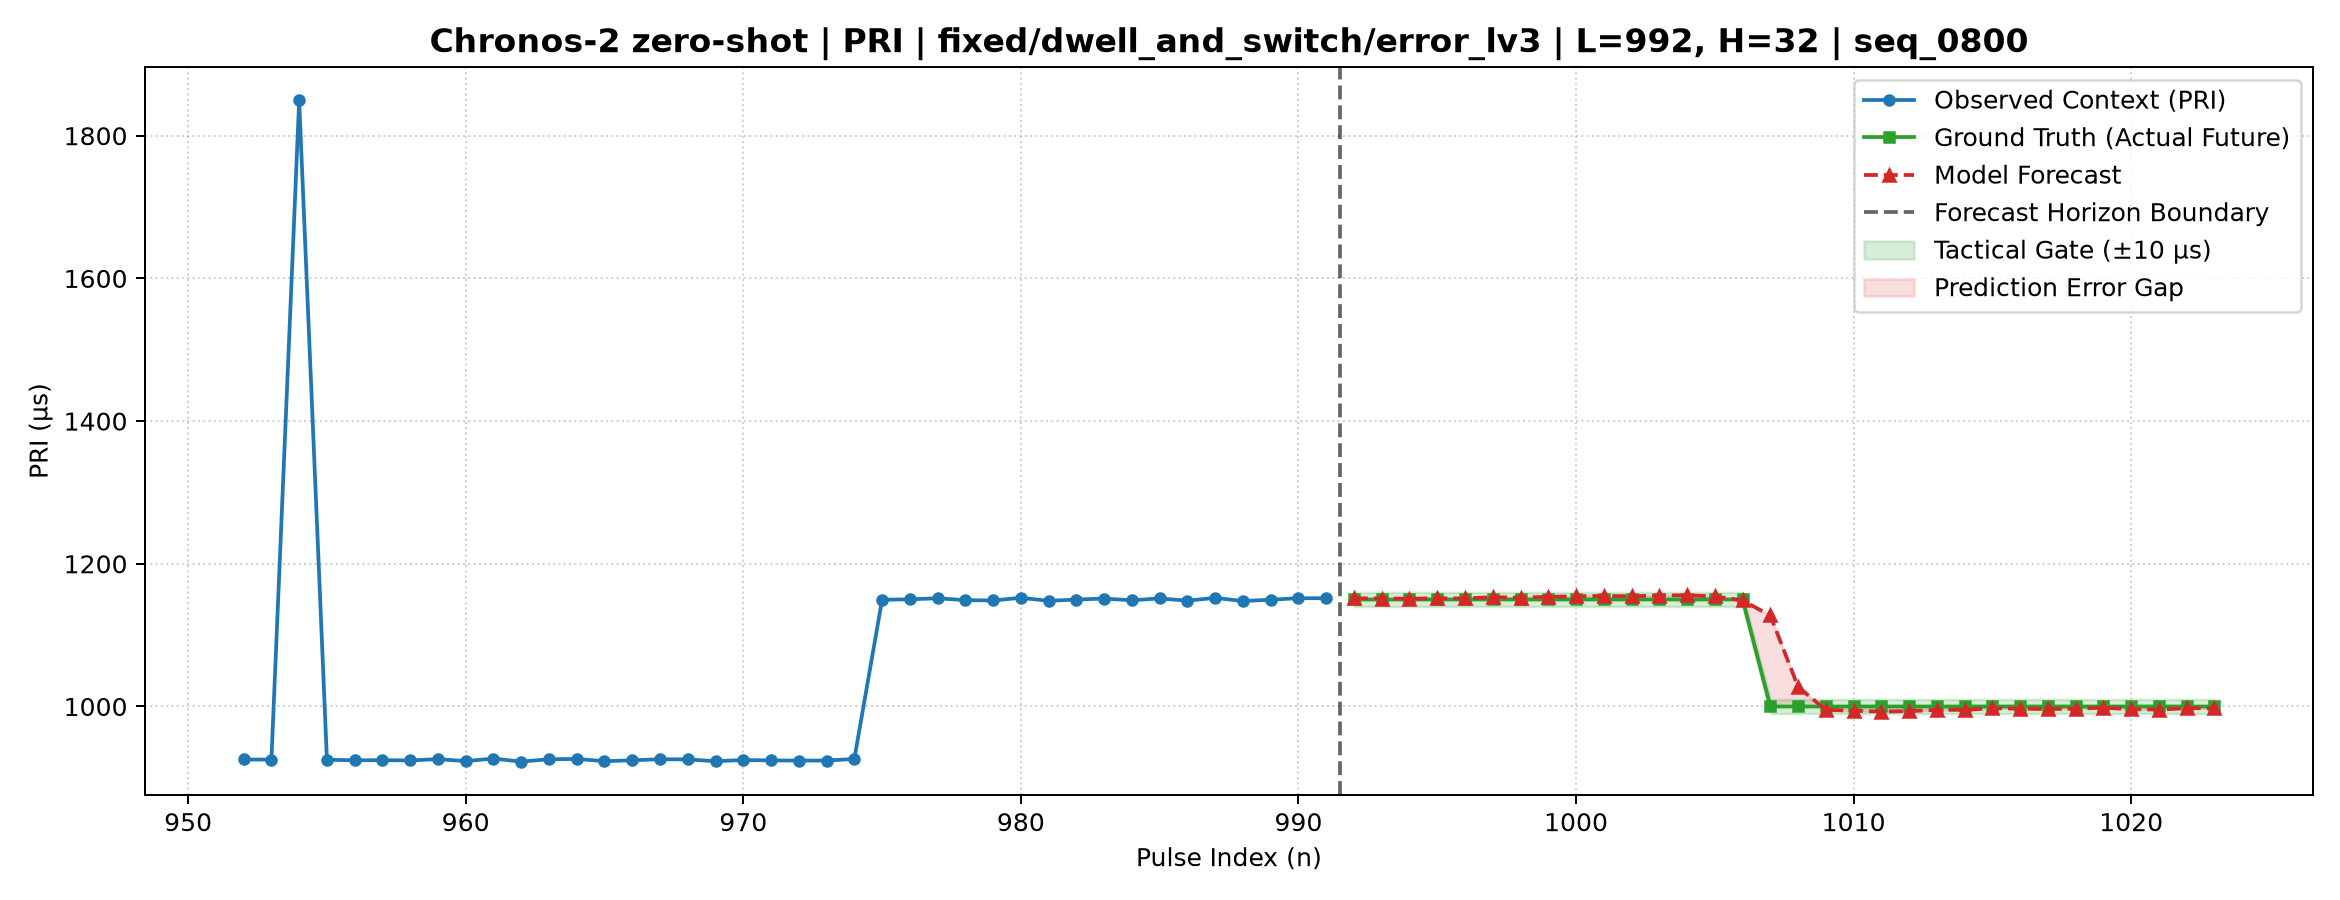 Chronos-2 zero-shot | PRI | fixed/dwell_and_switch/error_lv3 | L=992, H=32 | seq_0800
Observed Context (PRI)
Ground Truth (Actual Future)
Model Forecast
Forecast Horizon Boundary
Tactical Gate (±10 μs)
Prediction Error Gap
PRI (μs)
1800
1600
1400
1200
1000
950 960 970 980 990 1000 1010 1020
Pulse Index (n)